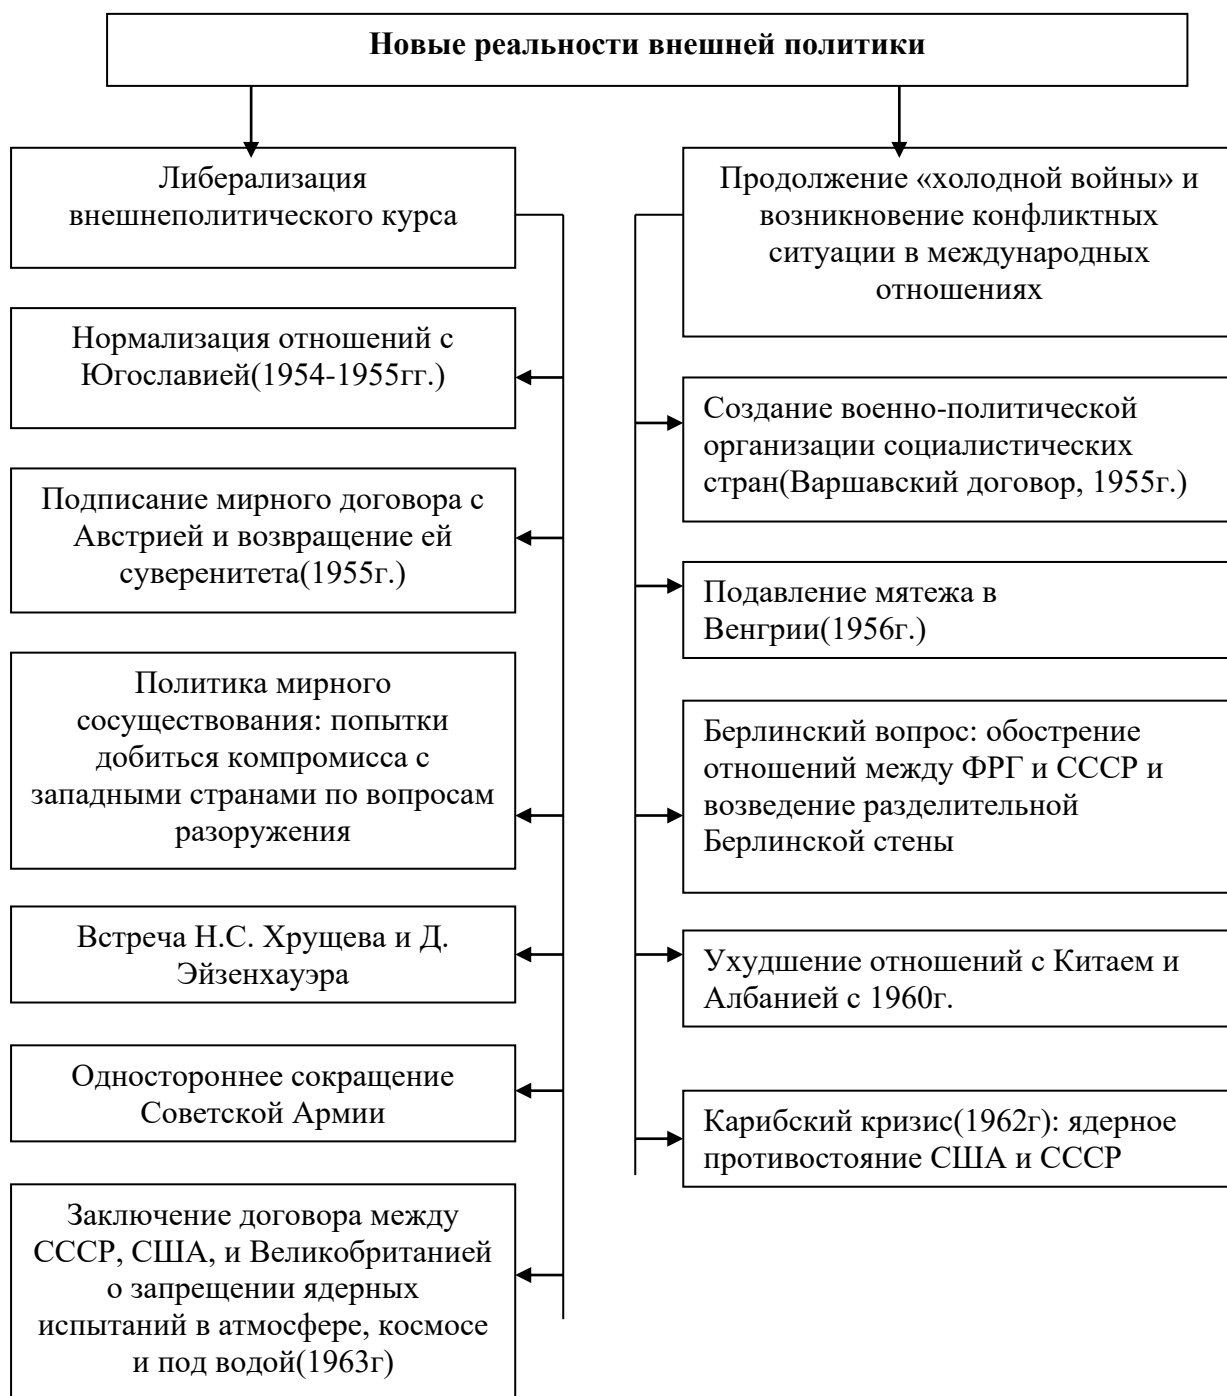 Новые реальности внешней политики
Либерализация
внешнеполитического курса
Нормализация отношений с
Югославией(1954-1955гг.)
Подписание мирного договора с
Австрией и возвращение ей
суверенитета(1955г.)
Политика мирного
сосуществования: попытки
добиться компромисса с
западными странами по вопросам
разоружения
Встреча Н.С. Хрущева и Д.
Эйзенхауэра
Одностороннее сокращение
Советской Армии
Заключение договора между
СССР, США, и Великобританией
о запрещении ядерных
испытаний в атмосфере, космосе
и под водой(1963г)
Продолжение «холодной войны» и
возникновение конфликтных
ситуации в международных
отношениях
Создание военно-политической
организации социалистических
стран(Варшавский договор, 1955г.)
Подавление мятежа в
Венгрии(1956г.)
Берлинский вопрос: обострение
отношений между ФРГ и СССР и
возведение разделительной
Берлинской стены
Ухудшение отношений с Китаем и
Албанией с 1960г.
Карибский кризис(1962г): ядерное
противостояние США и СССР